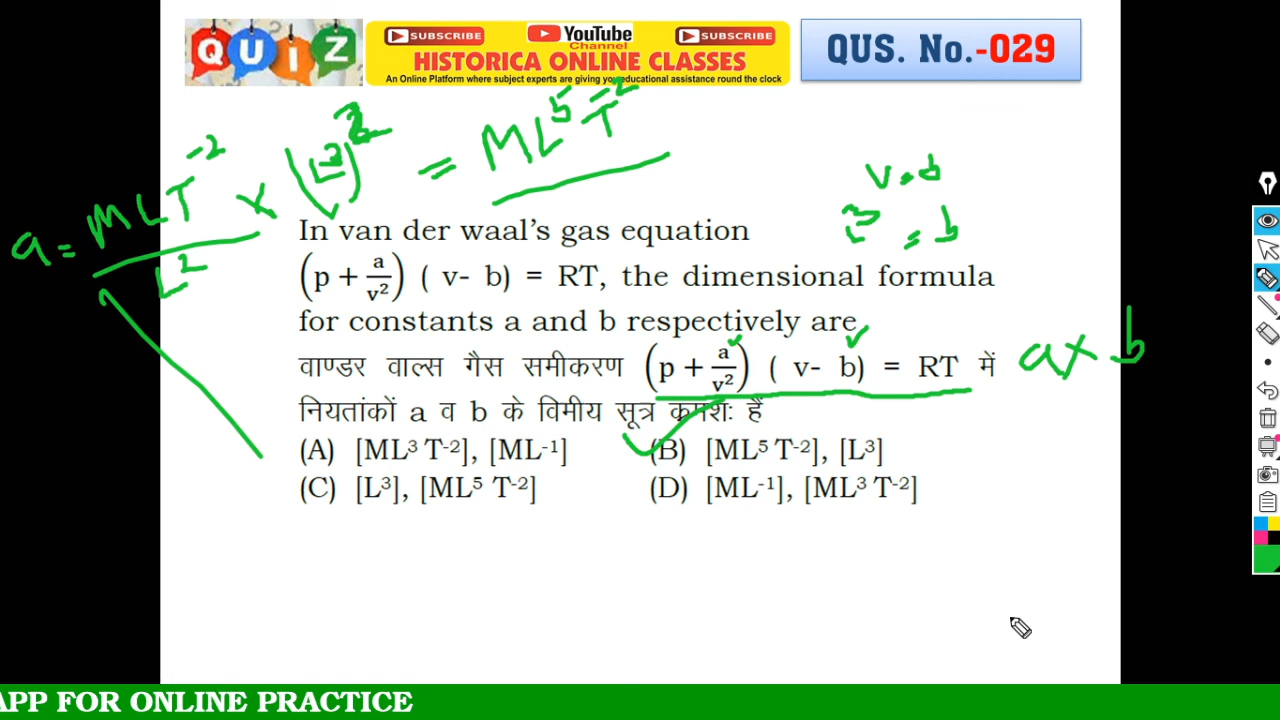 QUIZ
SUBSCRIBE YouTube SUBSCRIBE
Channel
HISTORICA ONLINE CLASSES
An Online Platform where subject experts are giving you educational assistance round the clock
QUS. No.-029
a = MLT⁻² / L² × (L³)² = ML⁵T⁻²
v = b
= b
In van der waal's gas equation
(p + a/v²) ( v- b) = RT, the dimensional formula
for constants a and b respectively are
वाण्डर वाल्स गैस समीकरण (p + a/v²) ( v- b) = RT में
a × b
नियतांकों a व b के विमीय सूत्र क्रमशः हैं
(A) [ML³ T⁻²], [ML⁻¹] (B) [ML⁵ T⁻²], [L³]
(C) [L³], [ML⁵ T⁻²] (D) [ML⁻¹], [ML³ T⁻²]
APP FOR ONLINE PRACTICE